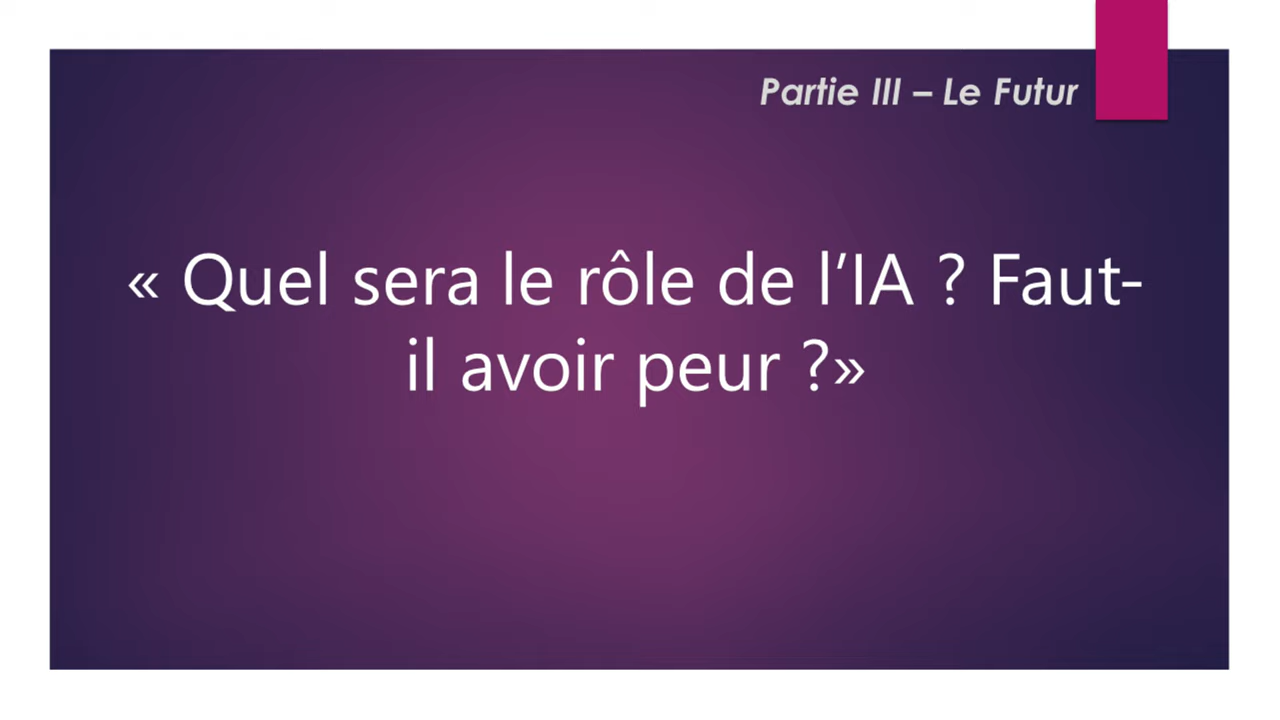 Partie III – Le Futur
« Quel sera le rôle de l’IA ? Faut-
il avoir peur ?»